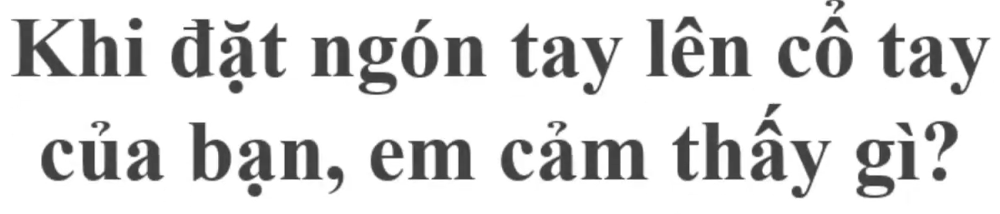 Khi đặt ngón tay lên cổ tay
của bạn, em cảm thấy gì?